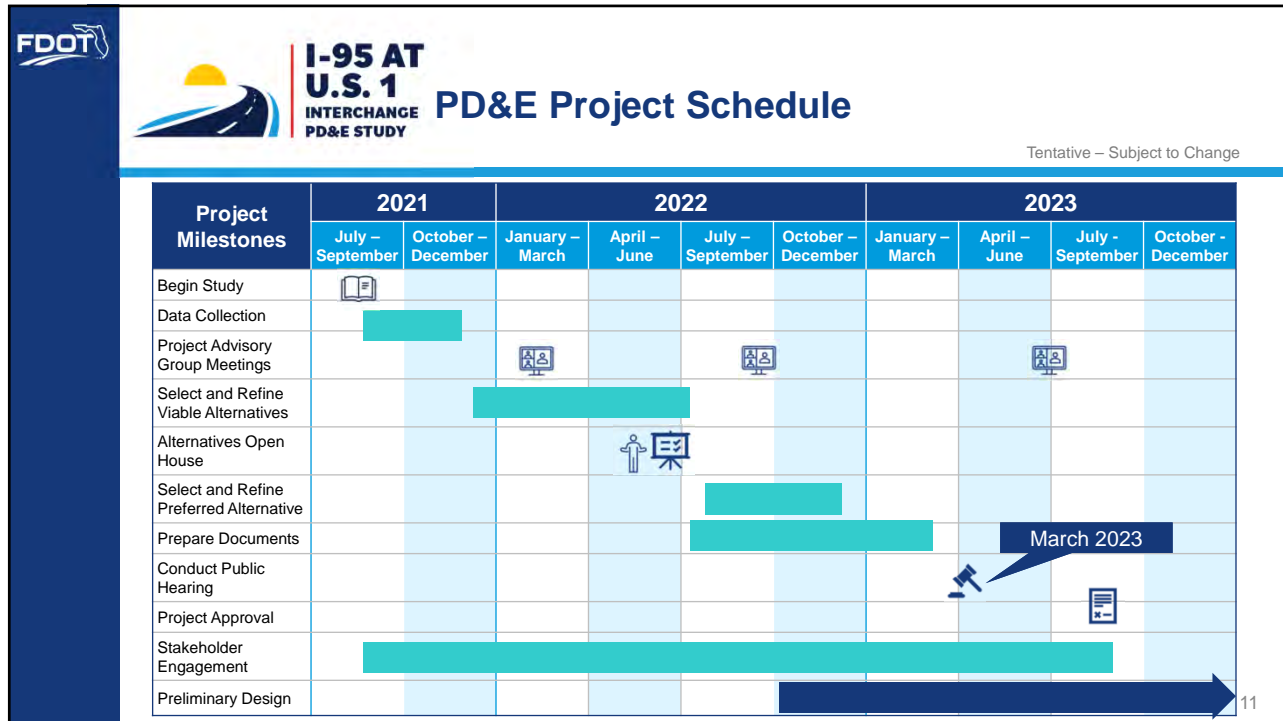 FDOT
I-95 AT
U.S. 1
INTERCHANGE
PD&E STUDY
PD&E Project Schedule
Tentative – Subject to Change
Project
Milestones
2021
2022
2023
July –
September
October –
December
January –
March
April –
June
July –
September
October –
December
January –
March
April –
June
July -
September
October -
December
Begin Study
Data Collection
Project Advisory
Group Meetings
Select and Refine
Viable Alternatives
Alternatives Open
House
Select and Refine
Preferred Alternative
Prepare Documents
March 2023
Conduct Public
Hearing
Project Approval
Stakeholder
Engagement
Preliminary Design
11